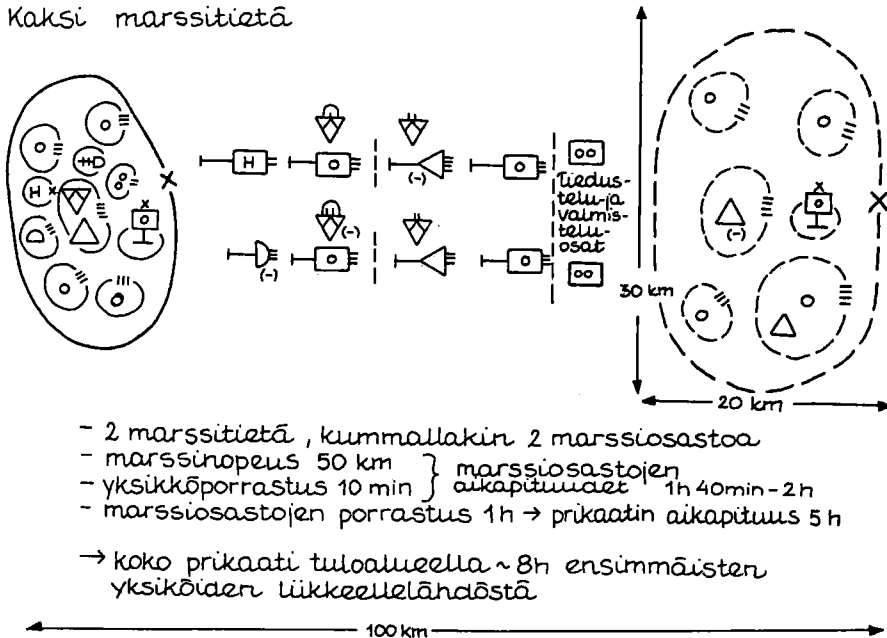 Kaksi marssitietä
H
(-)
Tiedus-
telu-ja
valmis-
telu-
osat
(-)
(-)
(-)
H
D
30 km
20 km
- 2 marssitietä, kummallakin 2 marssiosastoa
- marssinopeus 50 km
- yksikköporrastus 10 min
marssiosastojen
aikapituudet 1h 40min-2h
- marssiosastojen porrastus 1h → prikaatin aikapituus 5h
→ koko prikaati tuloalueella ~8h ensimmäisten
yksiköiden liikkeellelähdöstä
100 km